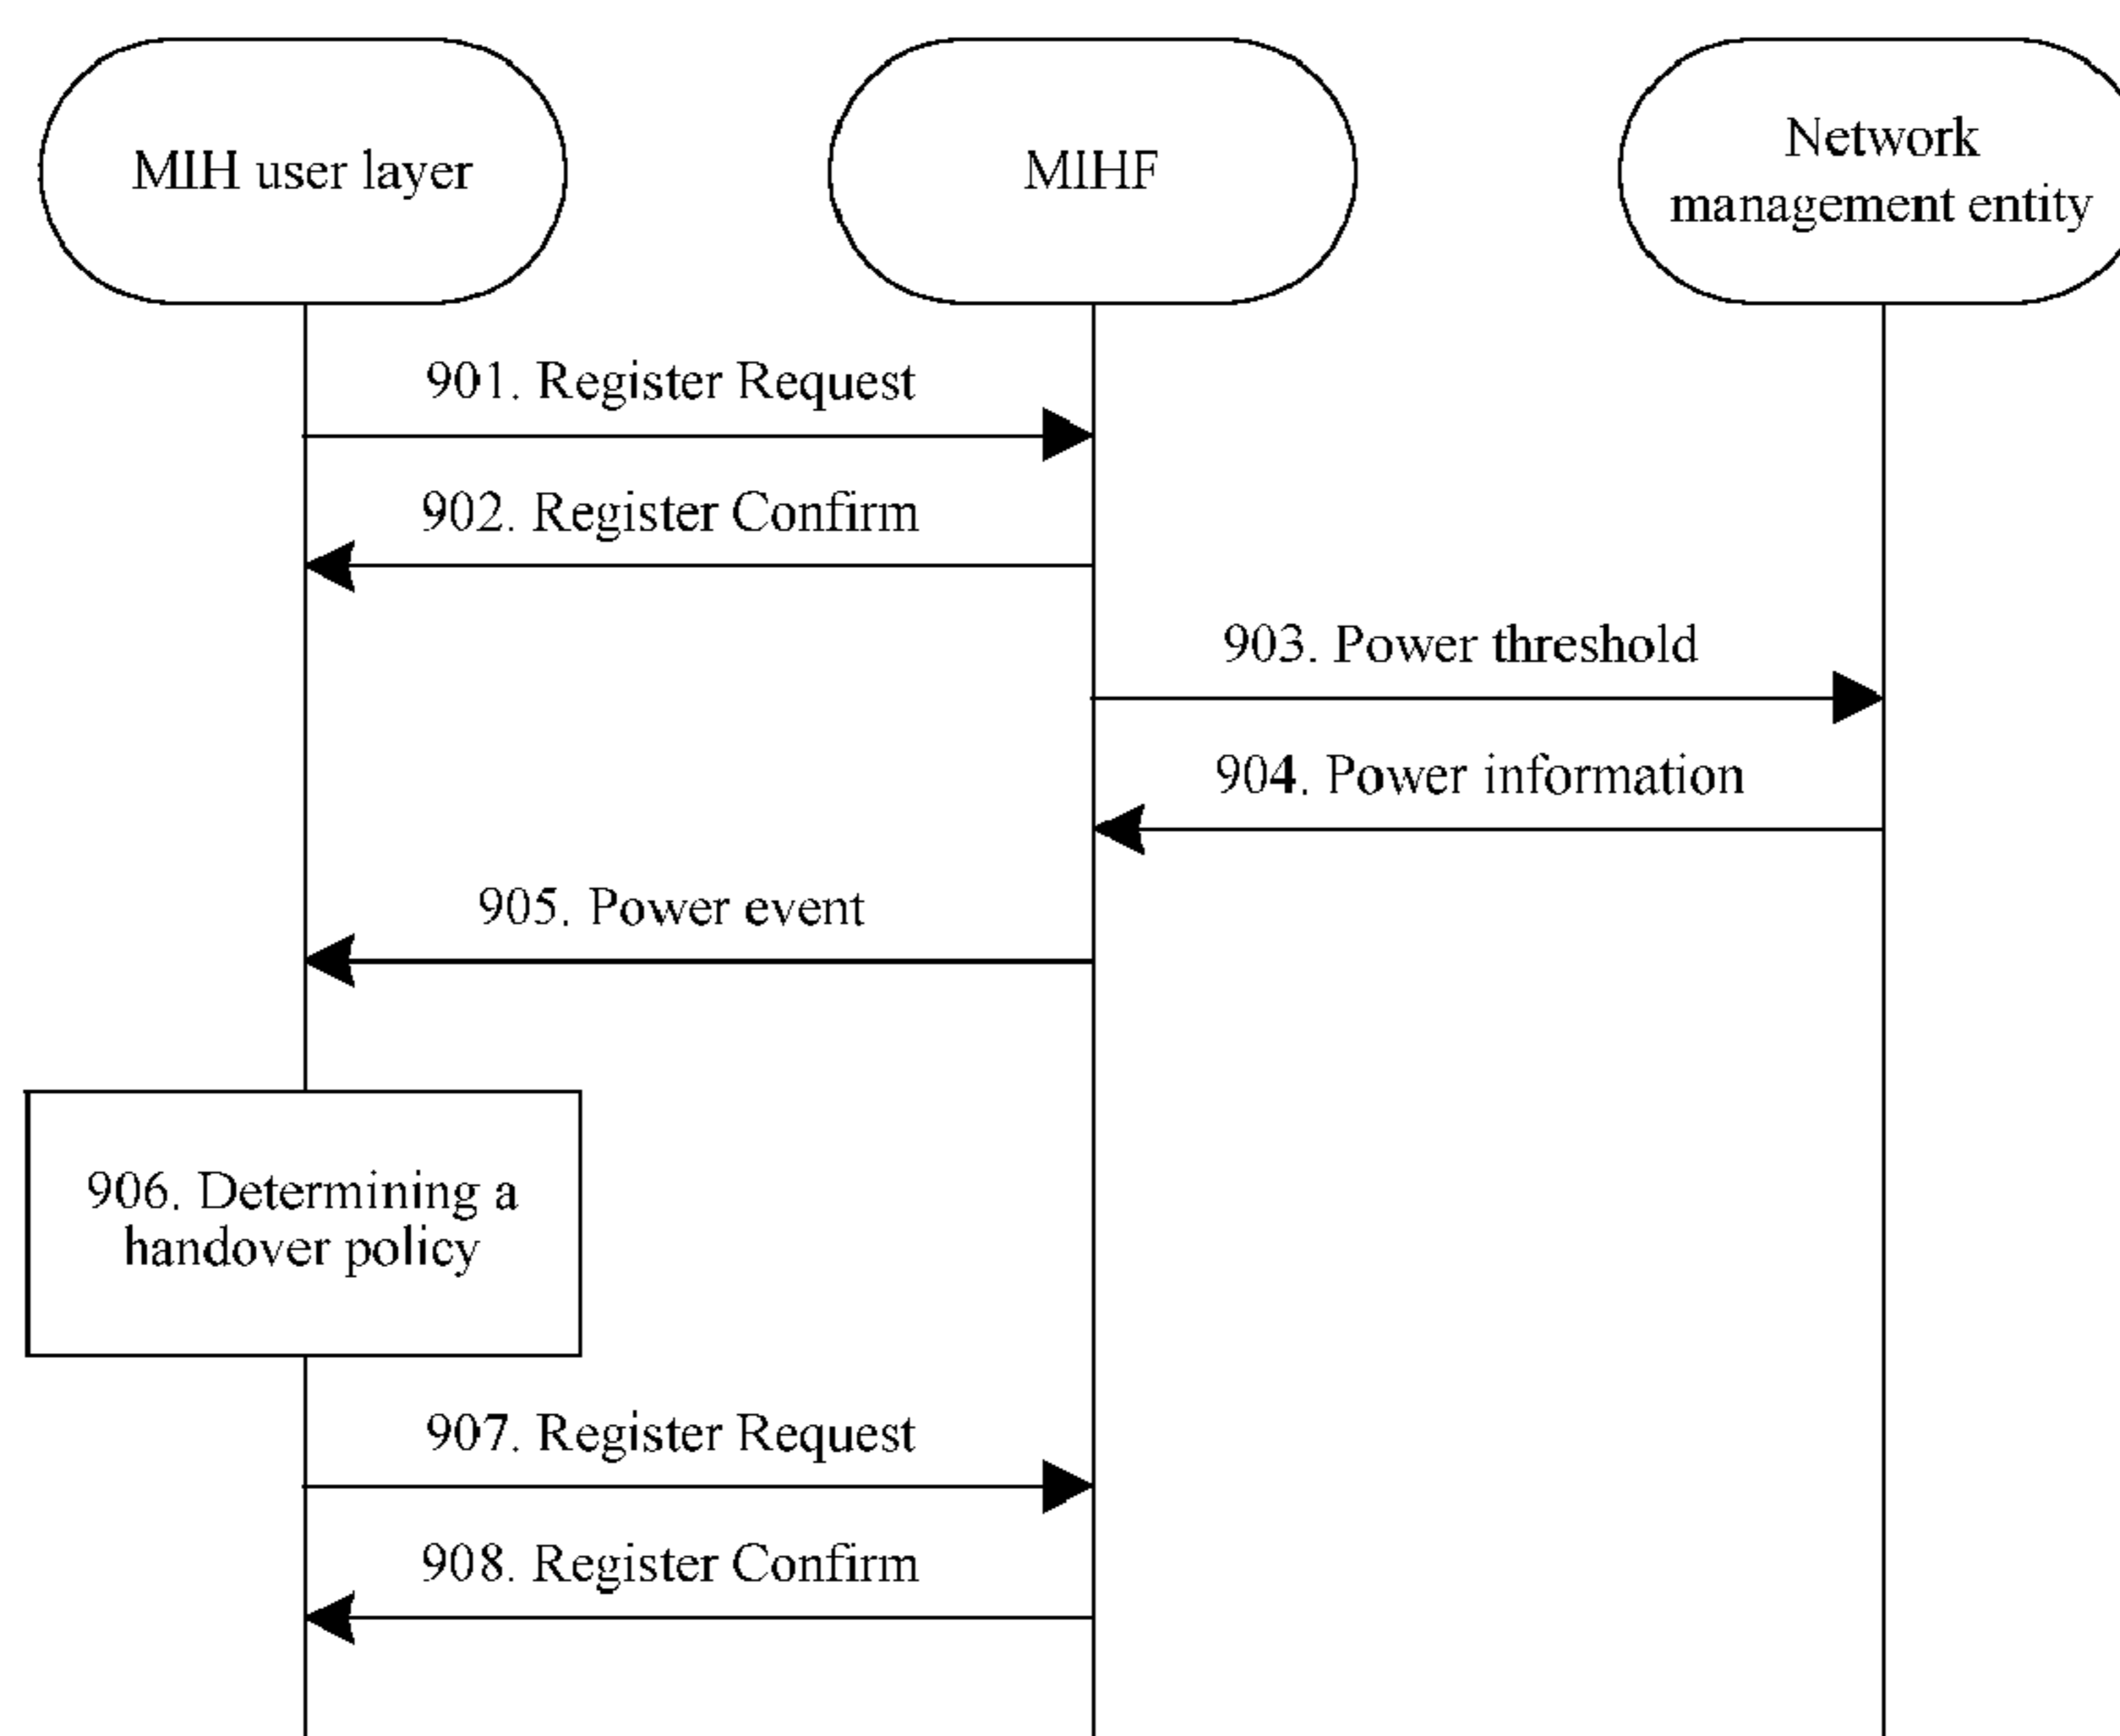 MIH user layer
MIHF
Network
management entity
901. Register Request
902. Register Confirm
903. Power threshold
904. Power information
905. Power event
906. Determining a
handover policy
907. Register Request
908. Register Confirm